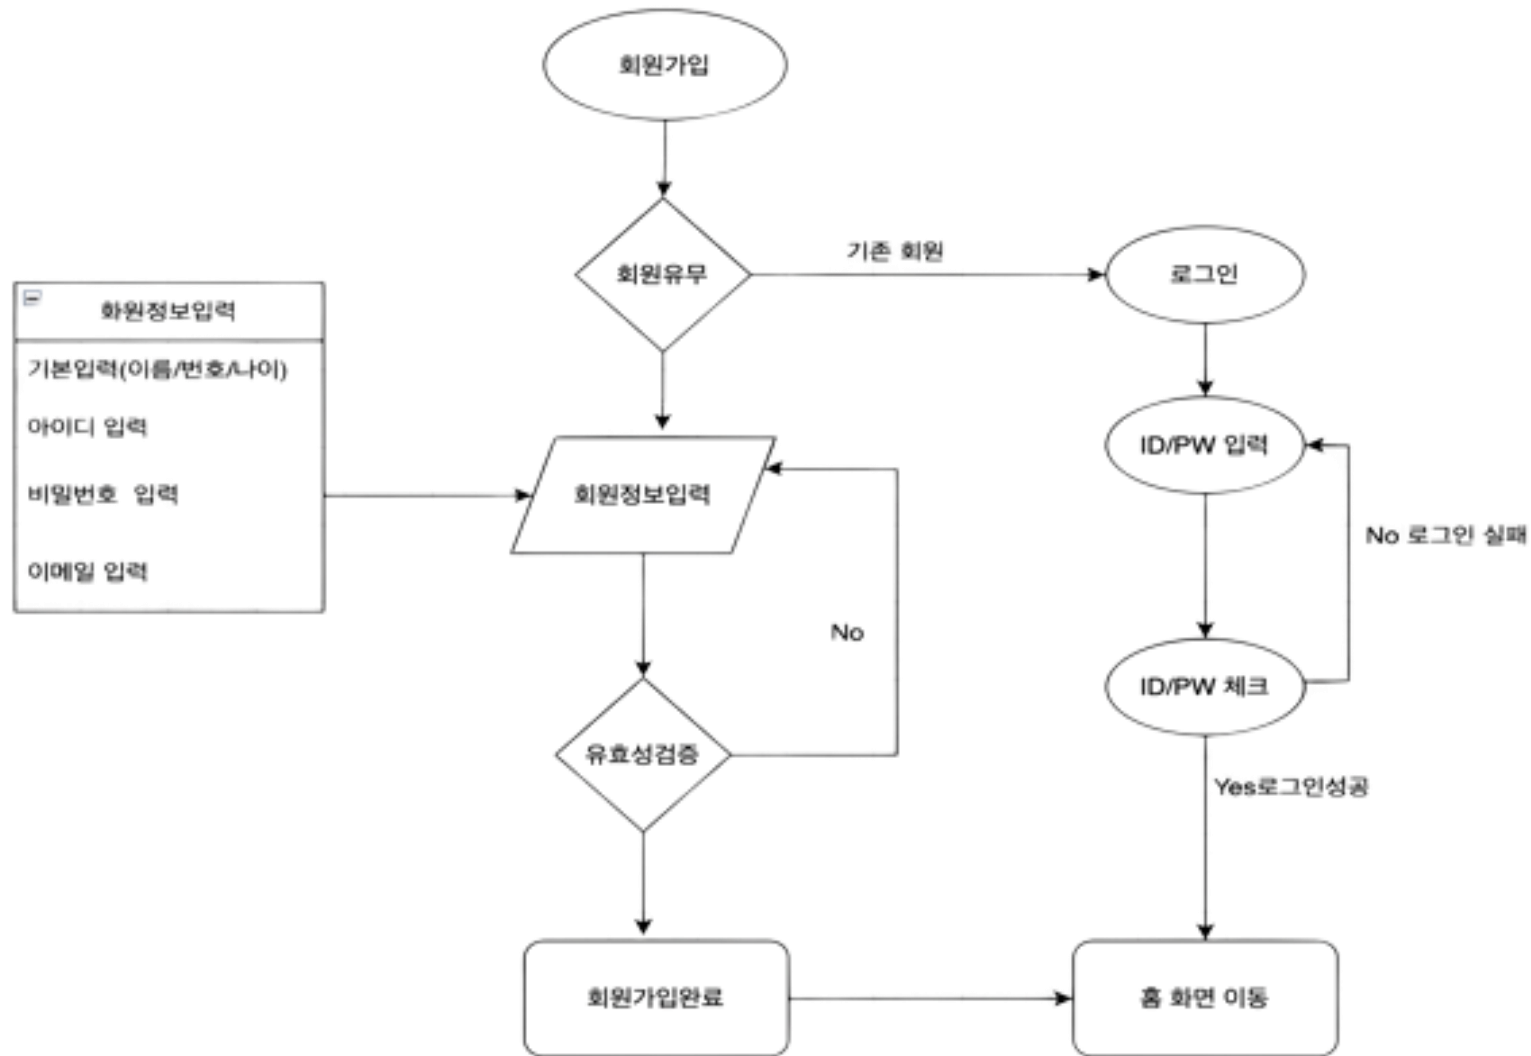 회원가입
회원유무
기존 회원
로그인
화원정보입력
기본입력(이름/번호/나이)
아이디 입력
비밀번호 입력
이메일 입력
회원정보입력
ID/PW 입력
No 로그인 실패
No
ID/PW 체크
유효성검증
Yes로그인성공
회원가입완료
홈 화면 이동